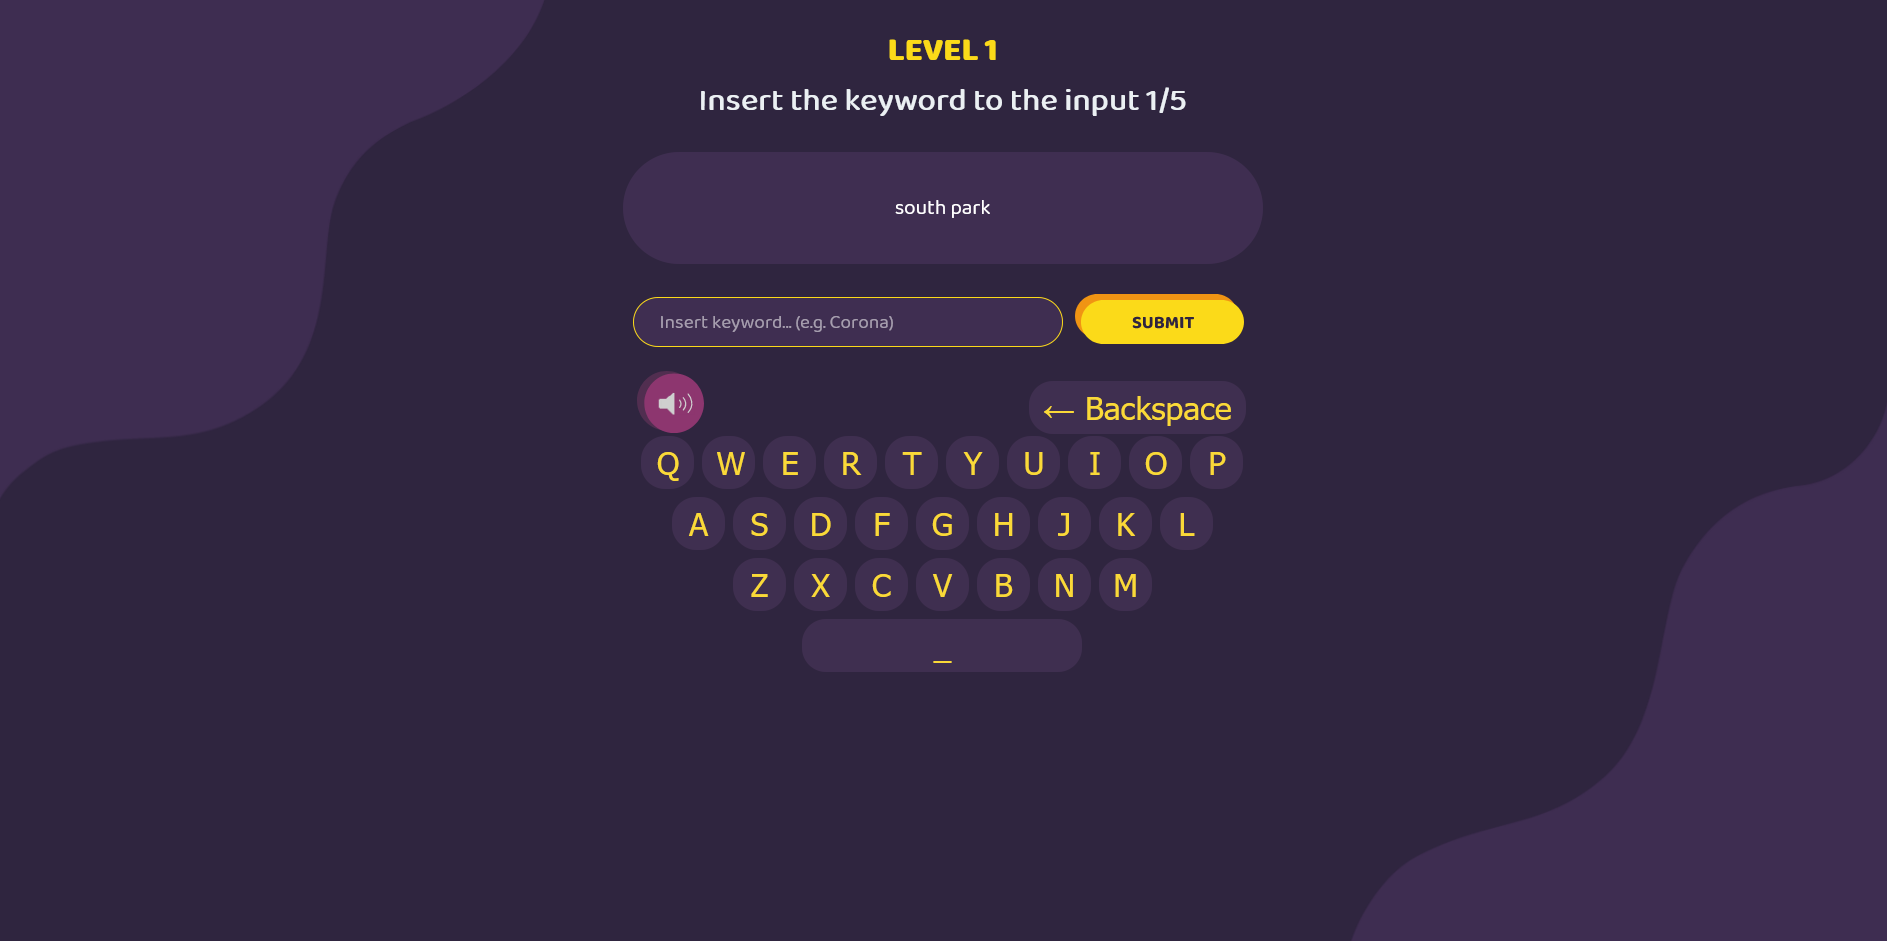 LEVEL 1
Insert the keyword to the input 1/5
south park
Insert keyword... (e.g. Corona)
SUBMIT
← Backspace
Q W E R T Y U I O P
A S D F G H J K L
Z X C V B N M
_